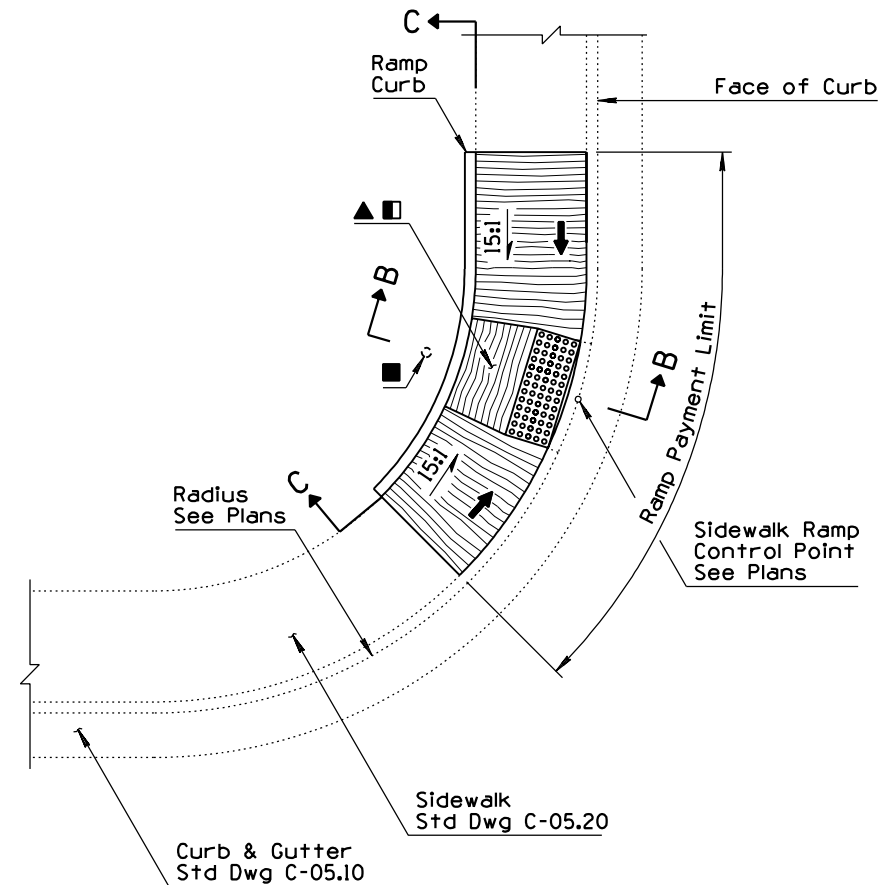 C
Ramp
Curb
Face of Curb
15:1
B
B
Ramp Payment Limit
15:1
C
Radius
See Plans
Sidewalk Ramp
Control Point
See Plans
Sidewalk
Std Dwg C-05.20
Curb & Gutter
Std Dwg C-05.10